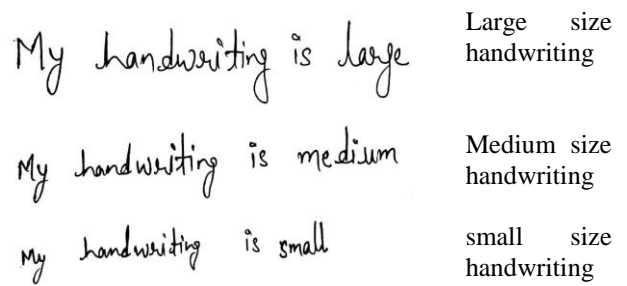 My handwriting is large
Large size
handwriting
My handwriting is medium
Medium size
handwriting
My handwriting is small
small size
handwriting